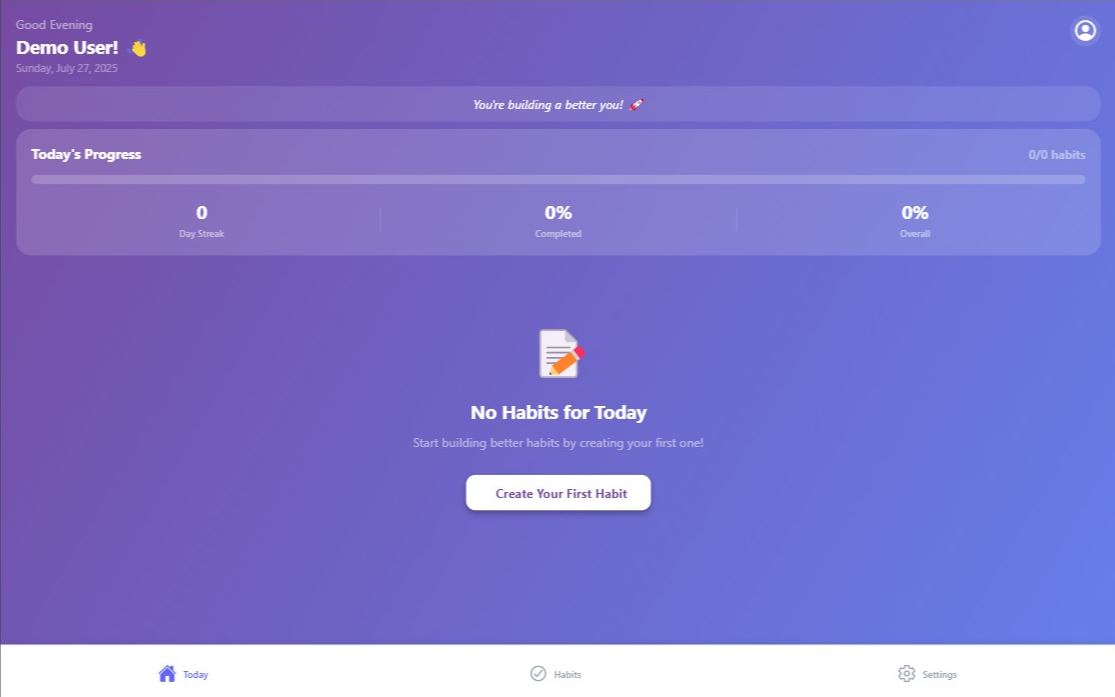 Good Evening
Demo User! 👋
Sunday, July 27, 2025
You're building a better you! 🚀
Today's Progress
0/0 habits
0
0%
0%
Day Streak
Completed
Overall
No Habits for Today
Start building better habits by creating your first one!
Create Your First Habit
Today
Habits
Settings